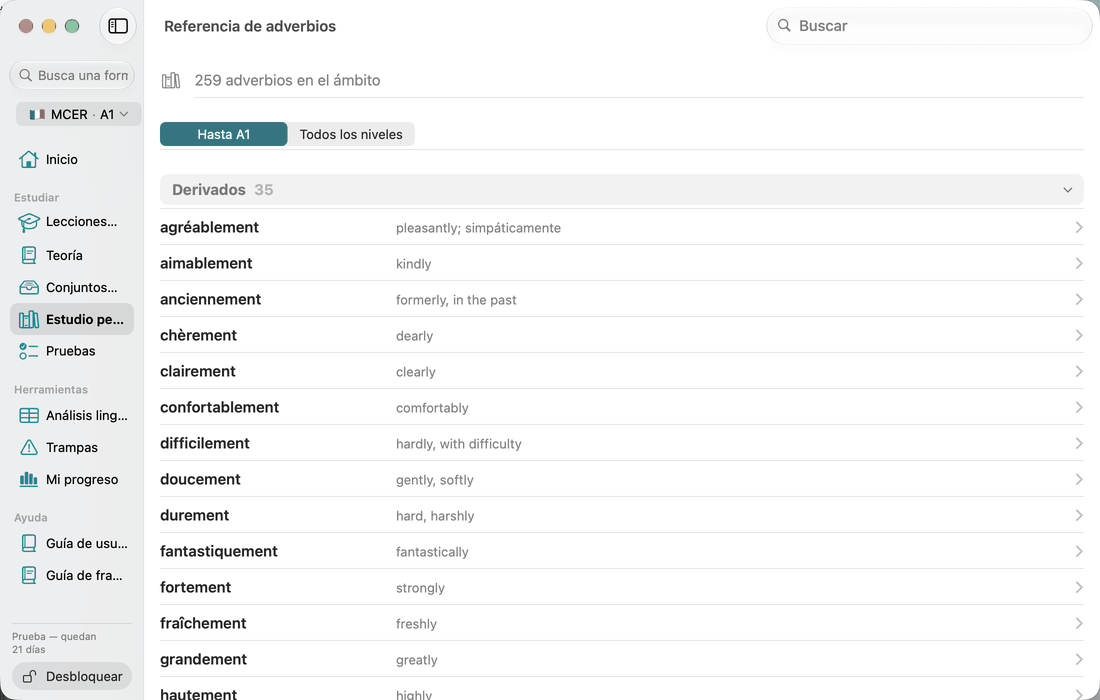 Referencia de adverbios
Buscar
Busca una forn
MCER · A1
Inicio
Estudiar
Lecciones...
Teoría
Conjuntos...
Estudio pe...
Pruebas
Herramientas
Análisis ling...
Trampas
Mi progreso
Ayuda
Guía de usu...
Guía de fra...
Prueba — quedan
21 días
Desbloquear
259 adverbios en el ámbito
Hasta A1
Todos los niveles
Derivados 35
agréablement pleasantly; simpáticamente
aimablement kindly
anciennement formerly, in the past
chèrement dearly
clairement clearly
confortablement comfortably
difficilement hardly, with difficulty
doucement gently, softly
durement hard, harshly
fantastiquement fantastically
fortement strongly
fraîchement freshly
grandement greatly
hautement highly